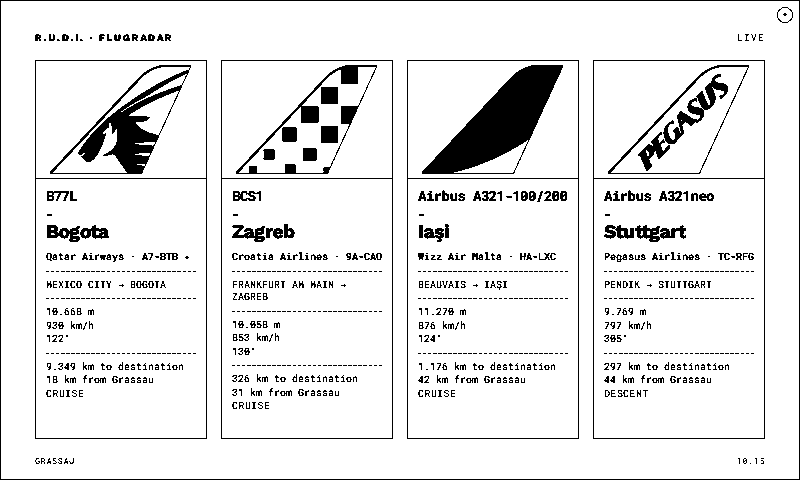 R.U.D.I. · FLUGRADAR
LIVE
PEGASUS
B77L
–
Bogota
Qatar Airways · A7-BTB +
MEXICO CITY → BOGOTA
10.668 m
930 km/h
122°
9.349 km to destination
18 km from Grassau
CRUISE
BCS1
–
Zagreb
Croatia Airlines · 9A-CAO
FRANKFURT AM MAIN →
ZAGREB
10.058 m
853 km/h
130°
326 km to destination
31 km from Grassau
CRUISE
Airbus A321-100/200
–
Iași
Wizz Air Malta · HA-LXC
BEAUVAIS → IAȘI
11.270 m
876 km/h
124°
1.176 km to destination
42 km from Grassau
CRUISE
Airbus A321neo
–
Stuttgart
Pegasus Airlines · TC-RFG
PENDIK → STUTTGART
9.769 m
797 km/h
305°
297 km to destination
44 km from Grassau
DESCENT
GRASSAU
10.15